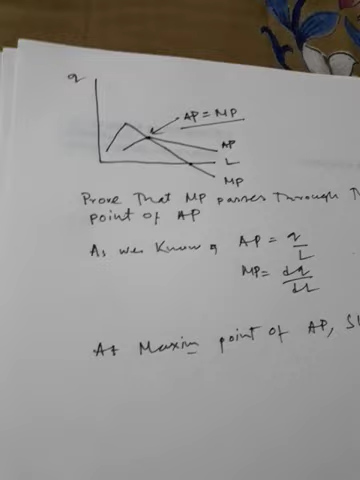 q
AP = MP
AP
L
MP
Prove That MP passes Through
point of AP
As we Know, AP = q/L
MP = dq/dL
At Maxim point of AP,